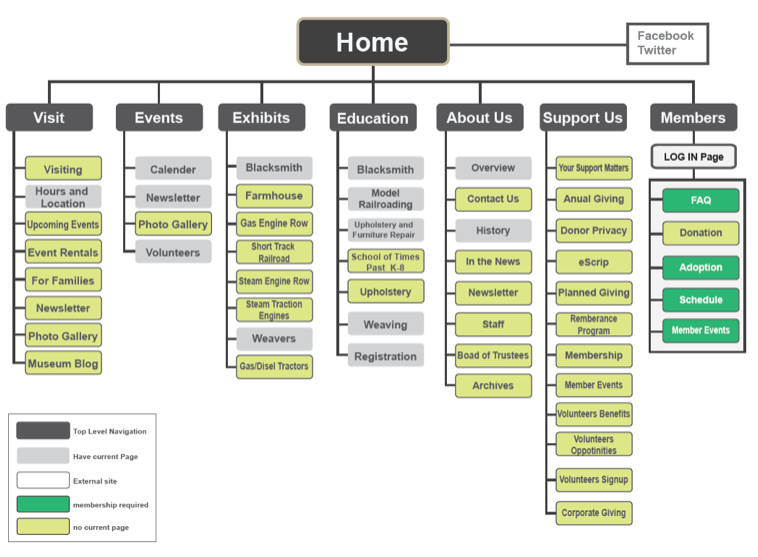 Home
Facebook
Twitter
Visit
Events
Exhibits
Education
About Us
Support Us
Members
Visiting
Hours and
Location
Upcoming Events
Event Rentals
For Families
Newsletter
Photo Gallery
Museum Blog
Calender
Newsletter
Photo Gallery
Volunteers
Blacksmith
Farmhouse
Gas Engine Row
Short Track
Railroad
Steam Engine Row
Steam Traction
Engines
Weavers
Gas/Disel Tractors
Blacksmith
Model
Railroading
Upholstery and
Furniture Repair
School of Times
Past K-8
Upholstery
Weaving
Registration
Overview
Contact Us
History
In the News
Newsletter
Staff
Boad of Trustees
Archives
Your Support Matters
Anual Giving
Donor Privacy
eScrip
Planned Giving
Remberance
Program
Membership
Member Events
Volunteers Benefits
Volunteers
Oppotinities
Volunteers Signup
Corporate Giving
LOG IN Page
FAQ
Donation
Adoption
Schedule
Member Events
Top Level Navigation
Have current Page
External site
membership required
no current page